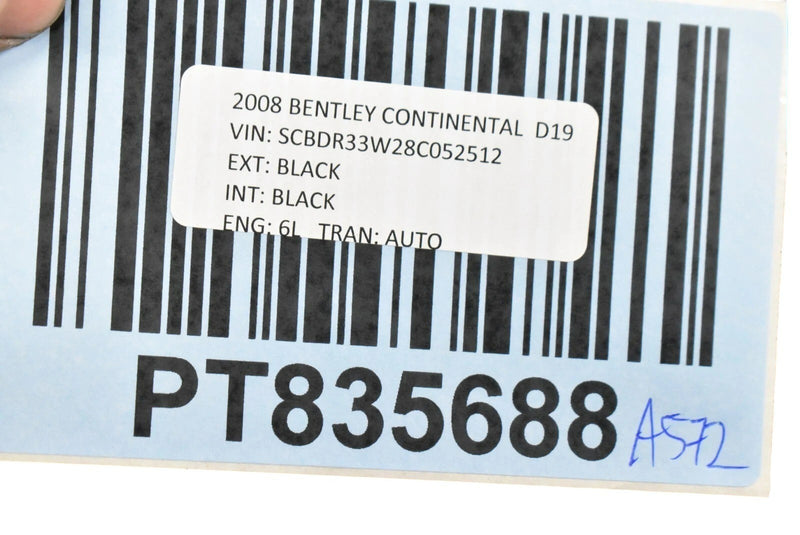 2008 BENTLEY CONTINENTAL D19
VIN: SCBDR33W28C052512
EXT: BLACK
INT: BLACK
ENG: 6L TRAN: AUTO
PT835688 A572